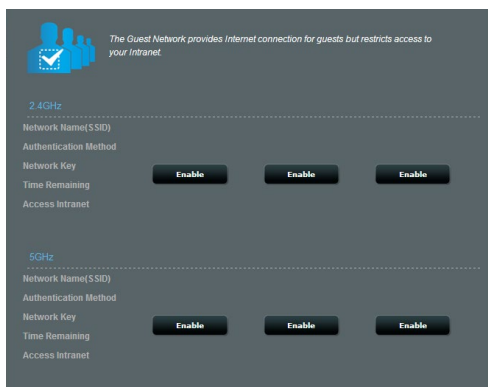 The Guest Network provides Internet connection for guests but restricts access to
your Intranet.
2.4GHz
Network Name(SSID)
Authentication Method
Network Key
Enable Enable Enable
Time Remaining
Access Intranet
5GHz
Network Name(SSID)
Authentication Method
Network Key
Enable Enable Enable
Time Remaining
Access Intranet